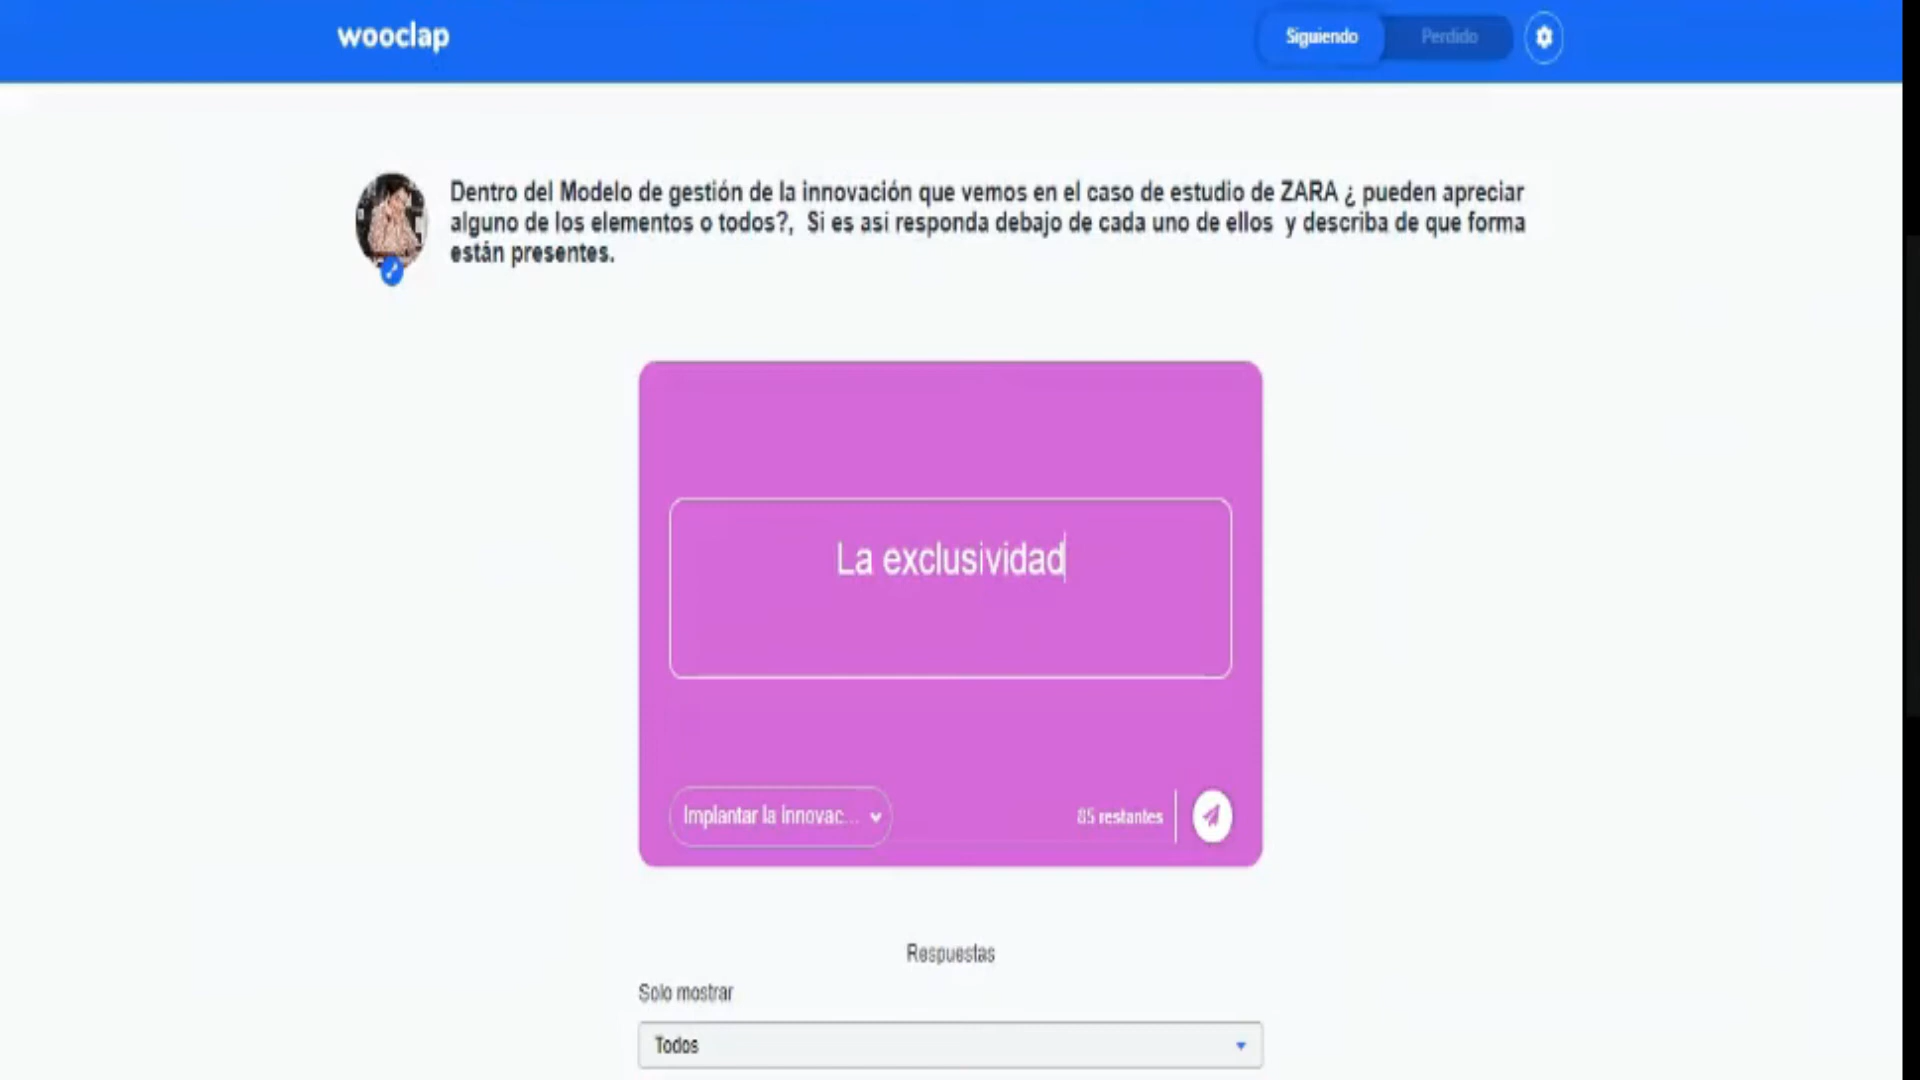 wooclap
Siguiendo
Perdido
Dentro del Modelo de gestión de la innovación que vemos en el caso de estudio de ZARA ¿ pueden apreciar
alguno de los elementos o todos?, Si es asi responda debajo de cada uno de ellos y describa de que forma
están presentes.
La exclusividad
Implantar la Innovac...
85 restantes
Respuestas
Solo mostrar
Todos